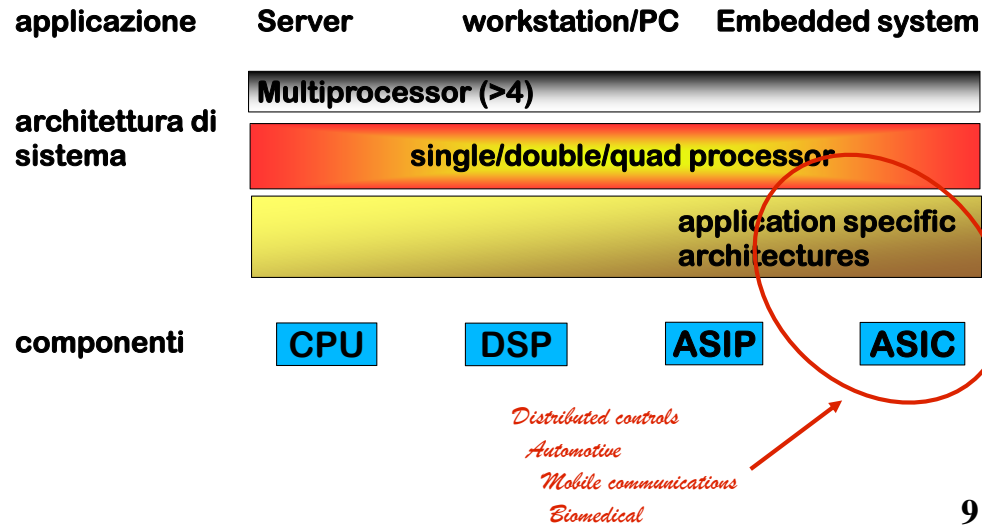 applicazione Server workstation/PC Embedded system
Multiprocessor (>4)
architettura di
sistema
single/double/quad processor
application specific
architectures
componenti CPU DSP ASIP ASIC
Distributed controls
Automotive
Mobile communications
Biomedical
9